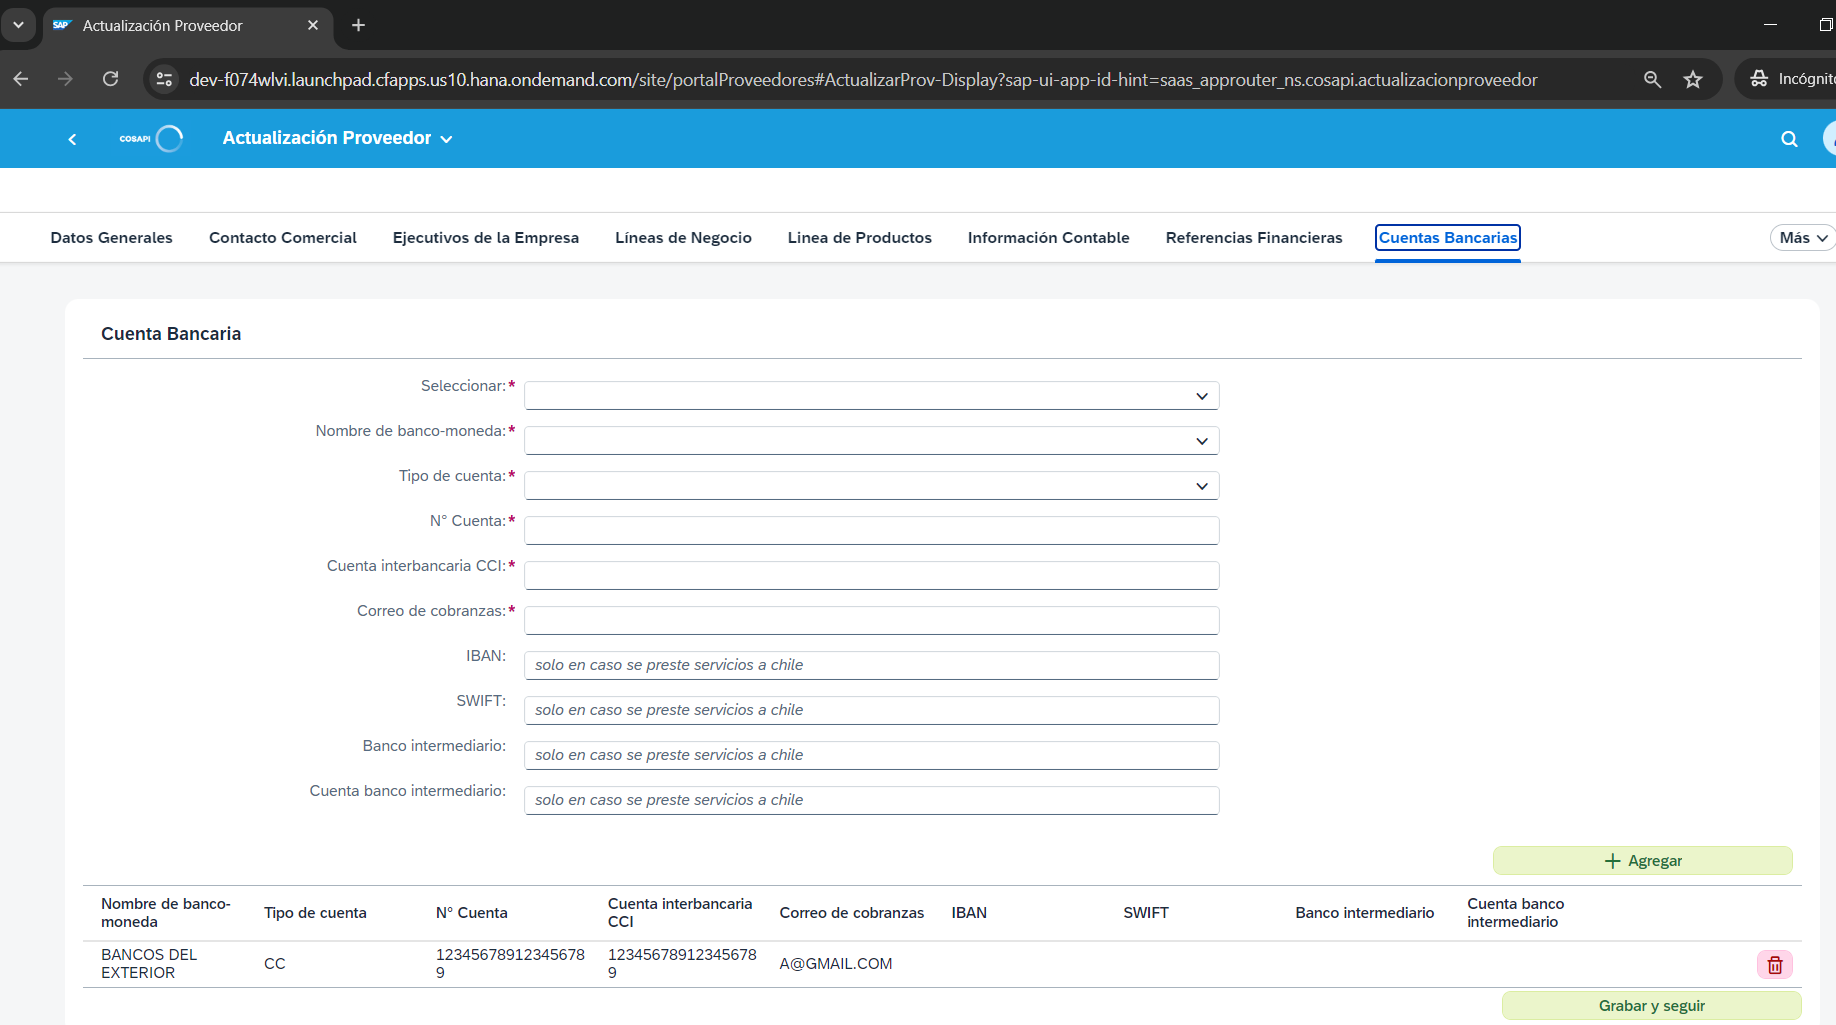 SAP Actualización Proveedor
dev-f074wlvi.launchpad.cfapps.us10.hana.ondemand.com/site/portalProveedores#ActualizarProv-Display?sap-ui-app-id-hint=saas_approuter_ns.cosapi.actualizacionproveedor
COSAPI
Actualización Proveedor
Datos Generales
Contacto Comercial
Ejecutivos de la Empresa
Líneas de Negocio
Linea de Productos
Información Contable
Referencias Financieras
Cuentas Bancarias
Más
Cuenta Bancaria
Seleccionar:*
Nombre de banco-moneda:*
Tipo de cuenta:*
N° Cuenta:*
Cuenta interbancaria CCI:*
Correo de cobranzas:*
IBAN: solo en caso se preste servicios a chile
SWIFT: solo en caso se preste servicios a chile
Banco intermediario: solo en caso se preste servicios a chile
Cuenta banco intermediario: solo en caso se preste servicios a chile
+ Agregar
Nombre de banco-
moneda
Tipo de cuenta
N° Cuenta
Cuenta interbancaria
CCI
Correo de cobranzas
IBAN
SWIFT
Banco intermediario
Cuenta banco
intermediario
BANCOS DEL
EXTERIOR
CC
12345678912345678
9
12345678912345678
9
A@GMAIL.COM
Grabar y seguir